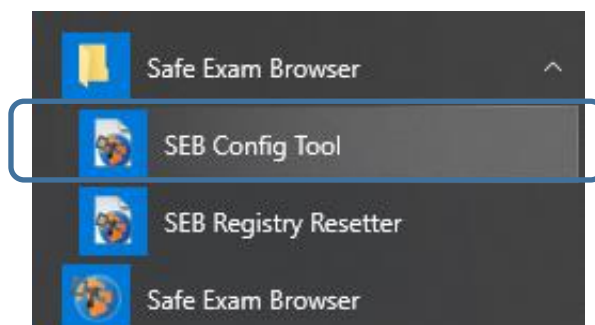 Safe Exam Browser
SEB Config Tool
SEB Registry Resetter
Safe Exam Browser